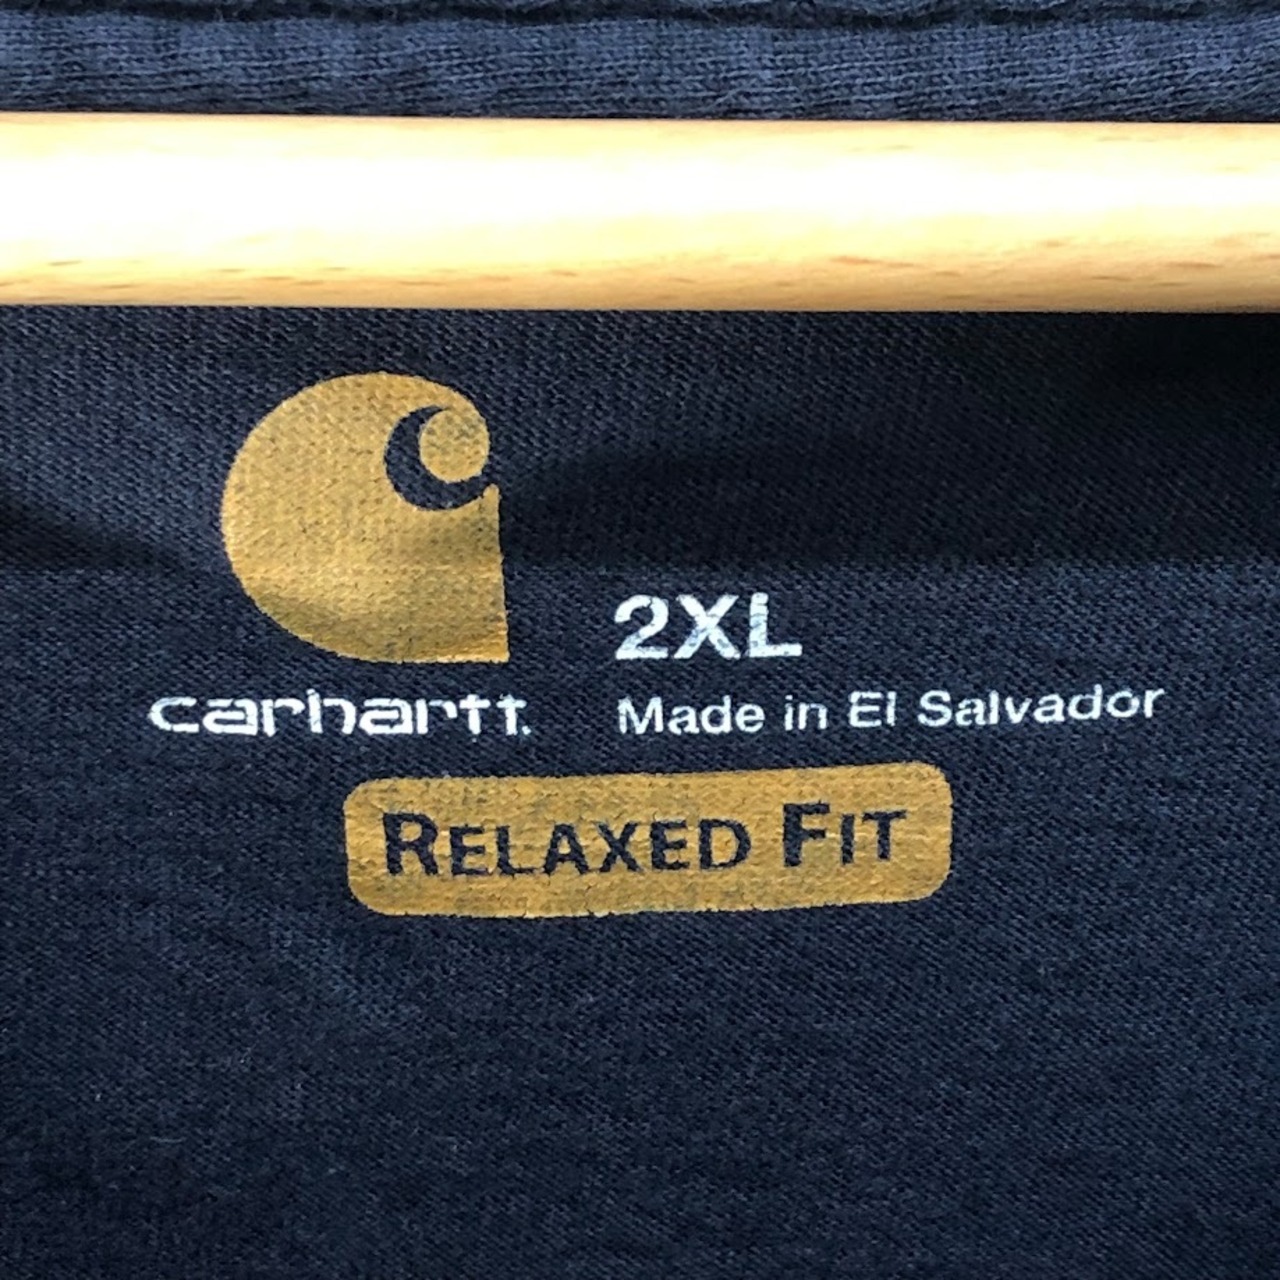 2XL
carhartt.
Made in El Salvador
RELAXED FIT